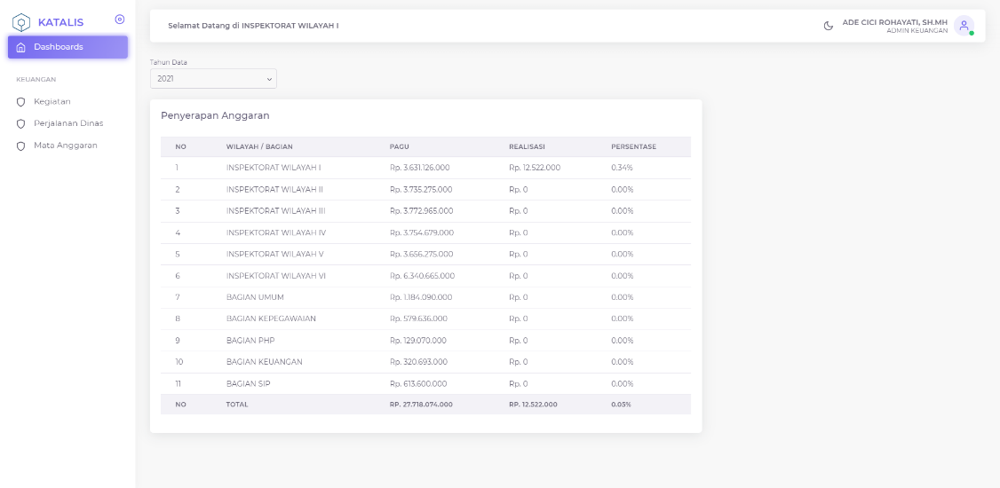 KATALIS
Dashboards
KEUANGAN
Kegiatan
Perjalanan Dinas
Mata Anggaran
Selamat Datang di INSPEKTORAT WILAYAH I
ADE CICI ROHAYATI, SH.MH
ADMIN KEUANGAN
Tahun Data
2021
Penyerapan Anggaran
NO WILAYAH / BAGIAN PAGU REALISASI PERSENTASE
1 INSPEKTORAT WILAYAH I Rp. 3.631.126.000 Rp. 12.522.000 0.34%
2 INSPEKTORAT WILAYAH II Rp. 3.735.275.000 Rp. 0 0.00%
3 INSPEKTORAT WILAYAH III Rp. 3.772.965.000 Rp. 0 0.00%
4 INSPEKTORAT WILAYAH IV Rp. 3.754.679.000 Rp. 0 0.00%
5 INSPEKTORAT WILAYAH V Rp. 3.656.275.000 Rp. 0 0.00%
6 INSPEKTORAT WILAYAH VI Rp. 6.340.665.000 Rp. 0 0.00%
7 BAGIAN UMUM Rp. 1.184.090.000 Rp. 0 0.00%
8 BAGIAN KEPEGAWAIAN Rp. 579.636.000 Rp. 0 0.00%
9 BAGIAN PHP Rp. 129.070.000 Rp. 0 0.00%
10 BAGIAN KEUANGAN Rp. 320.693.000 Rp. 0 0.00%
11 BAGIAN SIP Rp. 613.600.000 Rp. 0 0.00%
NO TOTAL RP. 27.718.074.000 RP. 12.522.000 0.05%